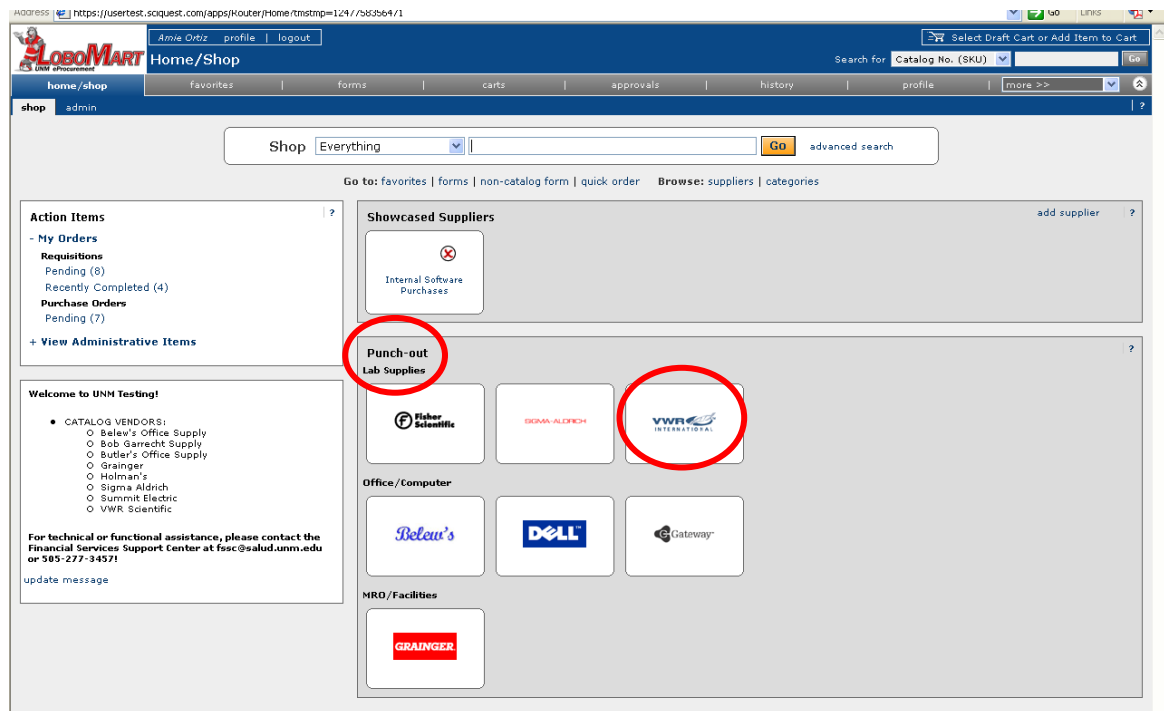 Address https://usertest.sciquest.com/apps/Router/Home?tmstmp=1247758356471 Go Links
LOBOMART
UNM eProcurement
Amie Ortiz profile | logout
Select Draft Cart or Add Item to Cart
Home/Shop
Search for Catalog No. (SKU) Go
home/shop favorites | forms | carts | approvals | history | profile | more >>
shop admin | ?
Shop Everything Go advanced search
Go to: favorites | forms | non-catalog form | quick order Browse: suppliers | categories
Action Items ?
- My Orders
Requisitions
Pending (8)
Recently Completed (4)
Purchase Orders
Pending (7)
+ View Administrative Items
Welcome to UNM Testing!
• CATALOG VENDORS:
o Belew's Office Supply
o Bob Garrecht Supply
o Butler's Office Supply
o Grainger
o Holman's
o Sigma Aldrich
o Summit Electric
o VWR Scientific
For technical or functional assistance, please contact the
Financial Services Support Center at fssc@salud.unm.edu
or 505-277-3457!
update message
Showcased Suppliers add supplier ?
Internal Software
Purchases
Punch-out ?
Lab Supplies
Fisher
Scientific
SIGMA-ALDRICH
VWR
INTERNATIONAL
Office/Computer
Belew's
DELL™
Gateway™
MRO/Facilities
GRAINGER